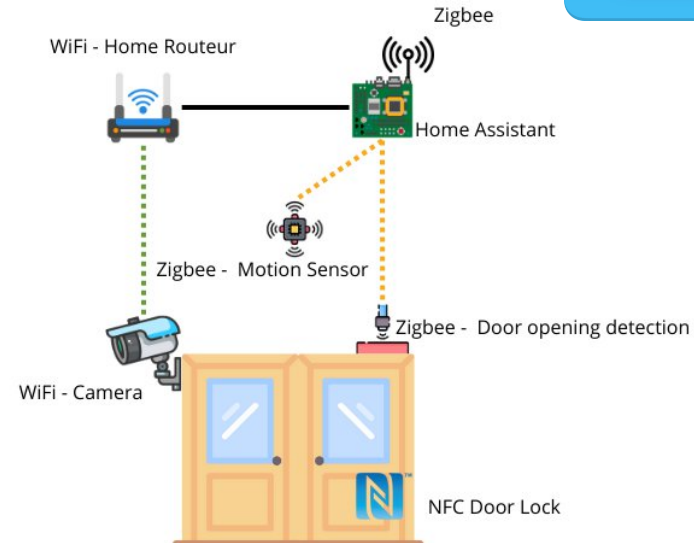 Zigbee
WiFi - Home Routeur
Home Assistant
Zigbee - Motion Sensor
Zigbee - Door opening detection
WiFi - Camera
N
NFC Door Lock